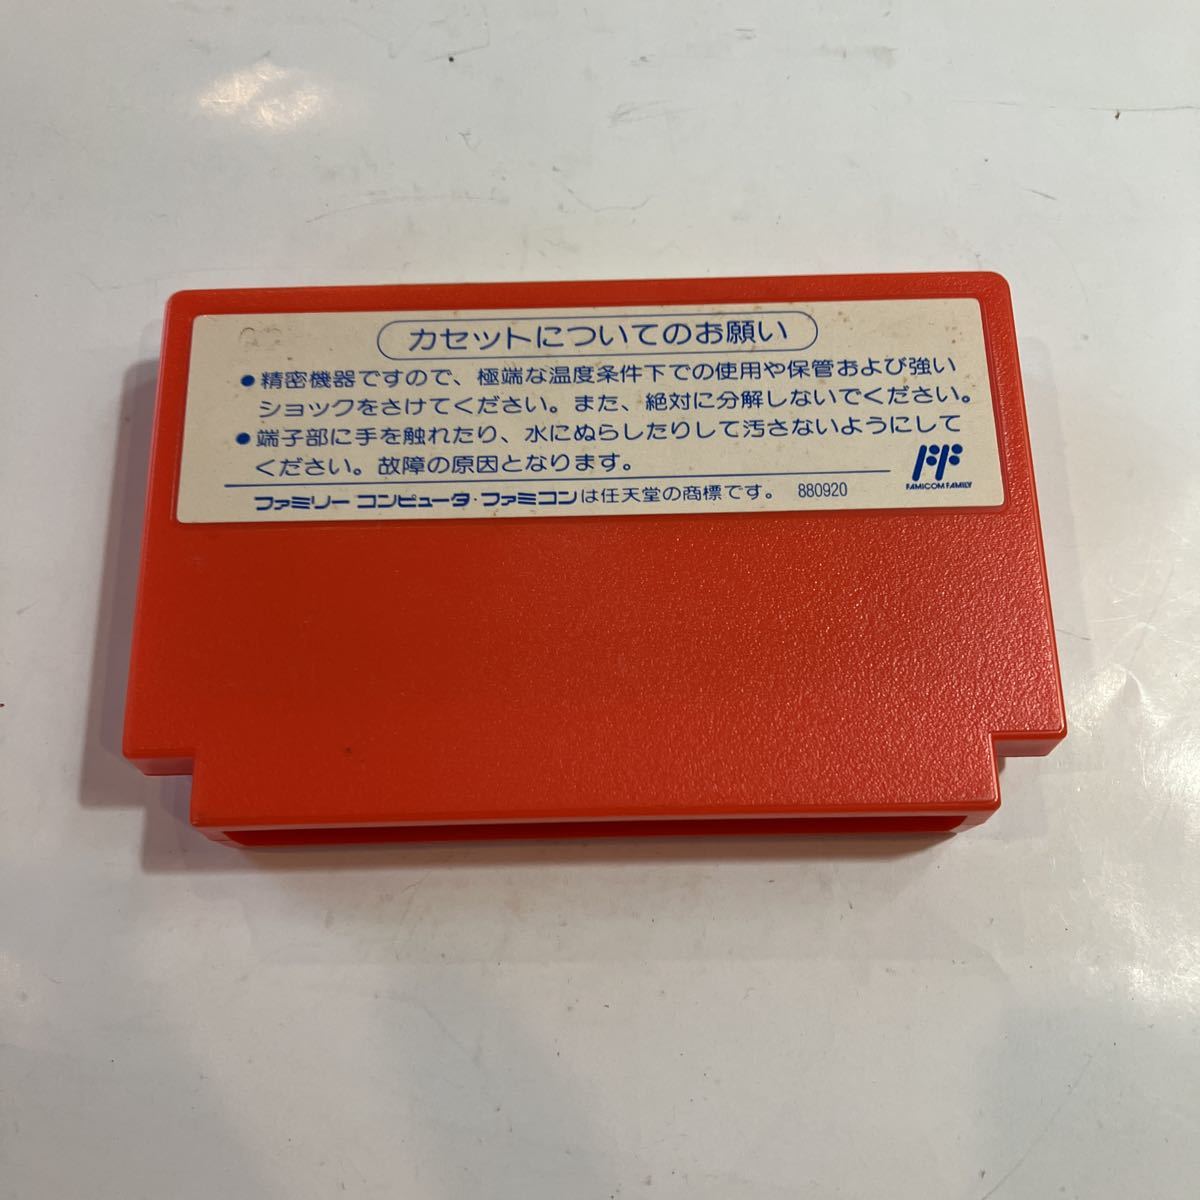 カセットについてのお願い
●精密機器ですので、極端な温度条件下での使用や保管および強い
ショックをさけてください。また、絶対に分解しないでください。
●端子部に手を触れたり、水にぬらしたりして汚さないようにして
ください。故障の原因となります。
FAMICOM FAMILY
ファミリーコンピュータ・ファミコンは任天堂の商標です。 880920